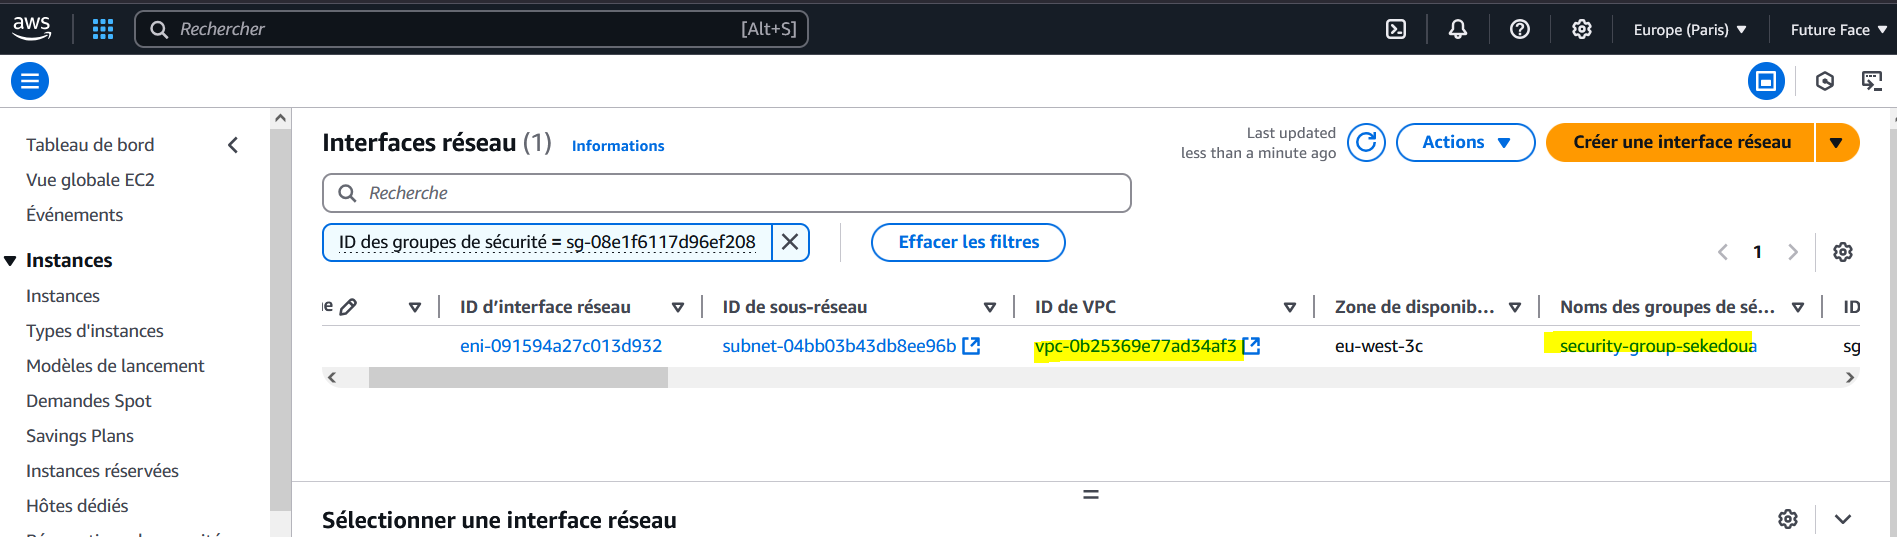 aws
Rechercher [Alt+S]
Europe (Paris)
Future Face
Tableau de bord
Vue globale EC2
Événements
Instances
Instances
Types d'instances
Modèles de lancement
Demandes Spot
Savings Plans
Instances réservées
Hôtes dédiés
Interfaces réseau (1) Informations
Last updated
less than a minute ago
Actions
Créer une interface réseau
Recherche
ID des groupes de sécurité = sg-08e1f6117d96ef208
Effacer les filtres
1
ID d’interface réseau ID de sous-réseau ID de VPC Zone de disponib... Noms des groupes de sé... ID
eni-091594a27c013d932 subnet-04bb03b43db8ee96b vpc-0b25369e77ad34af3 eu-west-3c security-group-sekedoua sg
Sélectionner une interface réseau